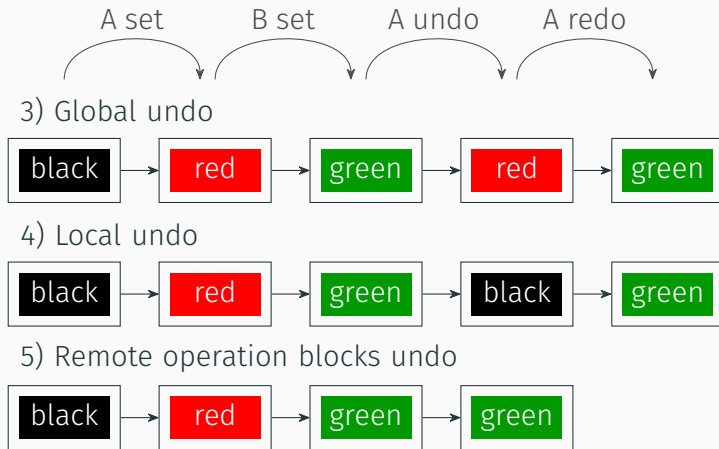 A set B set A undo A redo
3) Global undo
black red green red green
4) Local undo
black red green black green
5) Remote operation blocks undo
black red green green